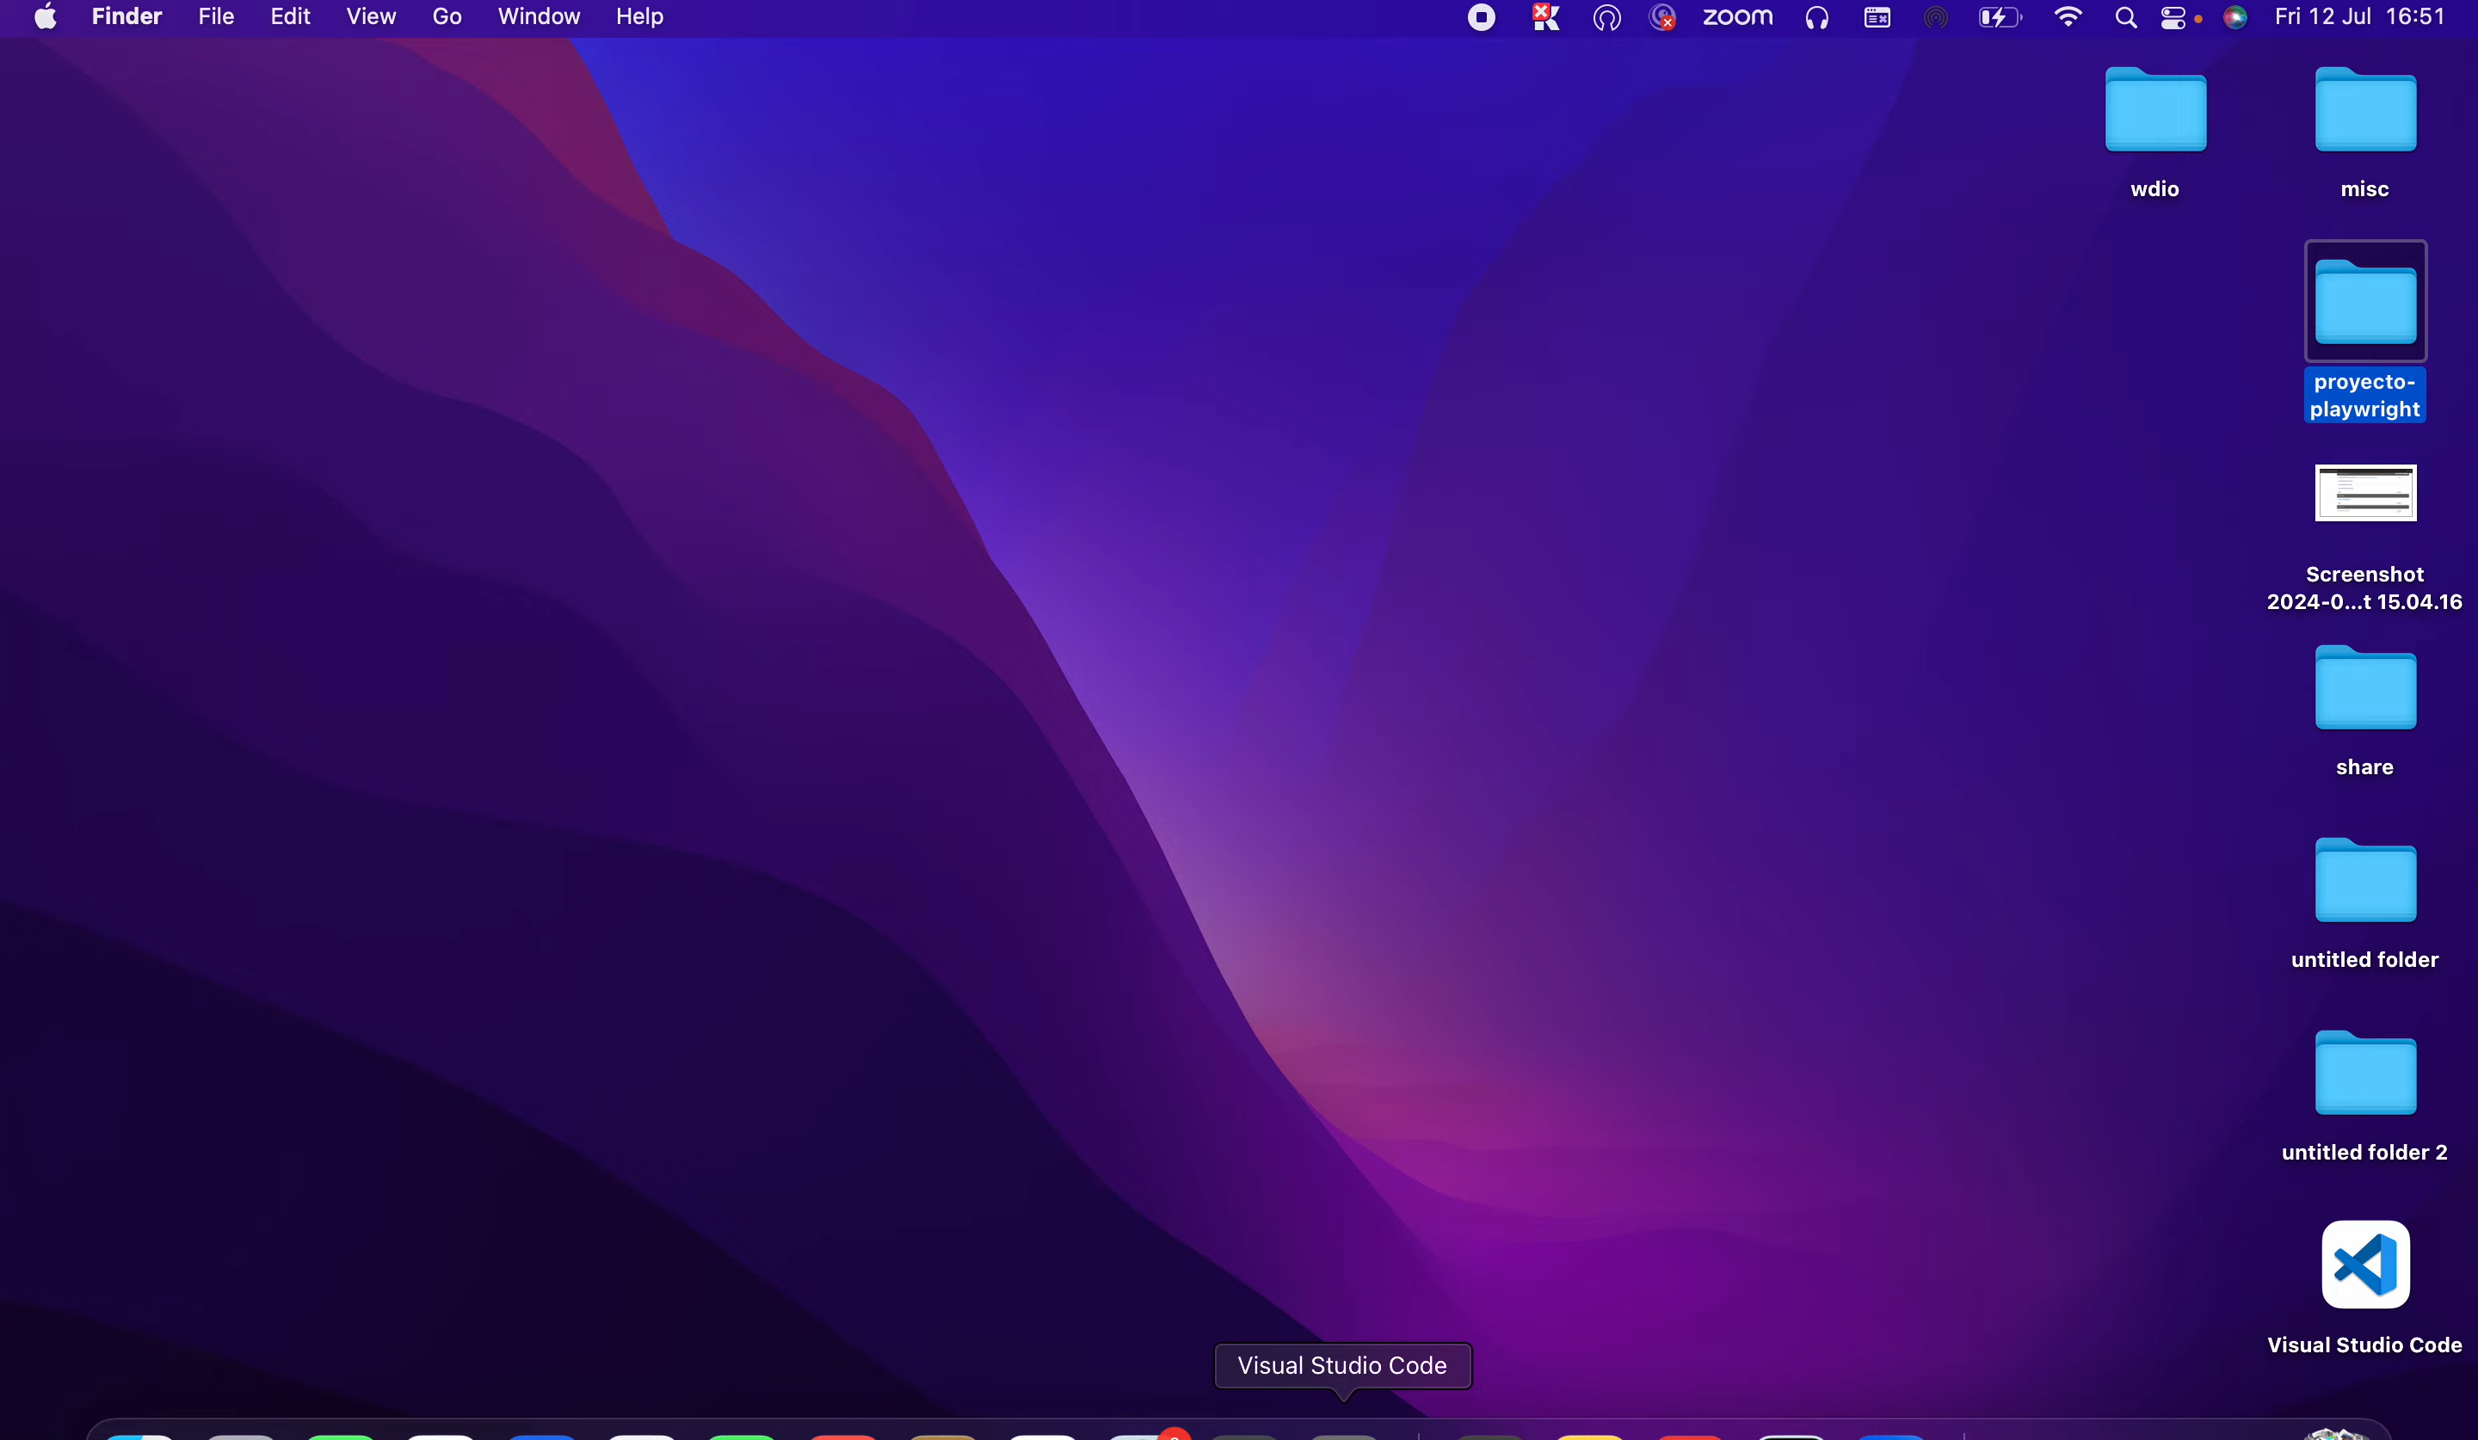 Finder File Edit View Go Window Help zoom Fri 12 Jul 16:51
wdio
misc
proyecto-
playwright
Screenshot
2024-0...t 15.04.16
share
untitled folder
untitled folder 2
Visual Studio Code
Visual Studio Code